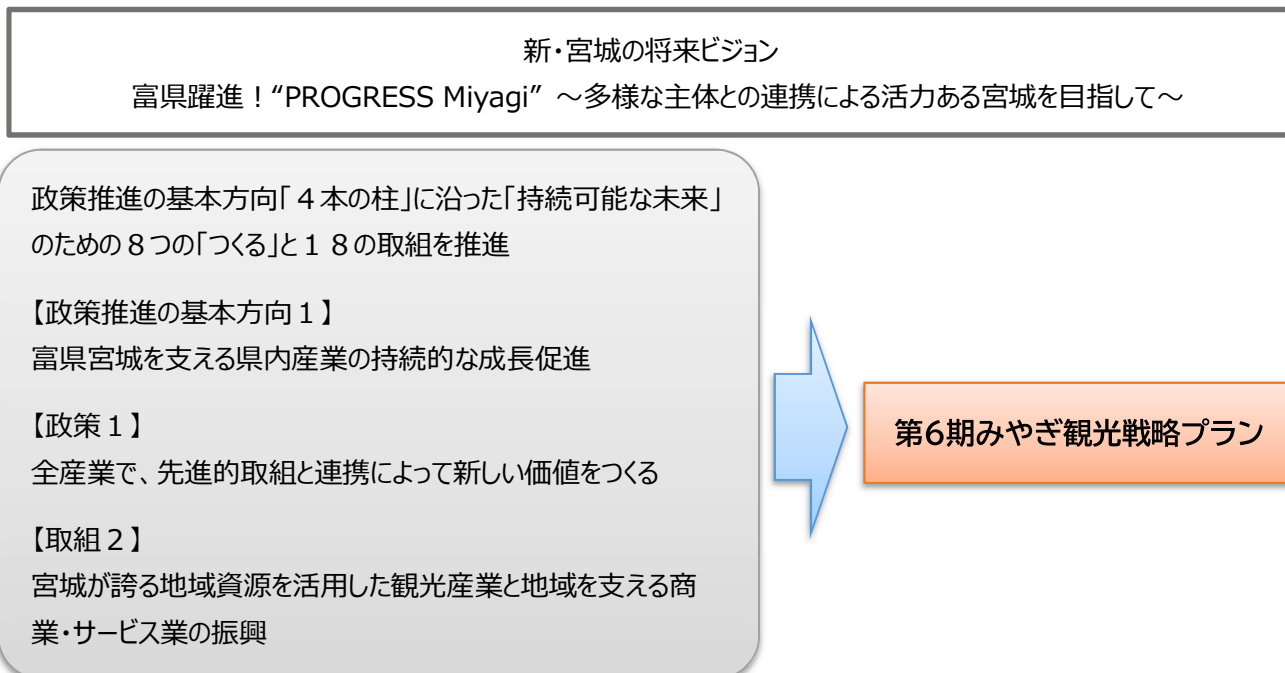 新・宮城の将来ビジョン
富県躍進！“PROGRESS Miyagi” ～多様な主体との連携による活力ある宮城を目指して～
政策推進の基本方向「４本の柱」に沿った「持続可能な未来」
のための８つの「つくる」と１８の取組を推進
【政策推進の基本方向１】
富県宮城を支える県内産業の持続的な成長促進
【政策１】
全産業で、先進的取組と連携によって新しい価値をつくる
【取組２】
宮城が誇る地域資源を活用した観光産業と地域を支える商
業・サービス業の振興
第6期みやぎ観光戦略プラン